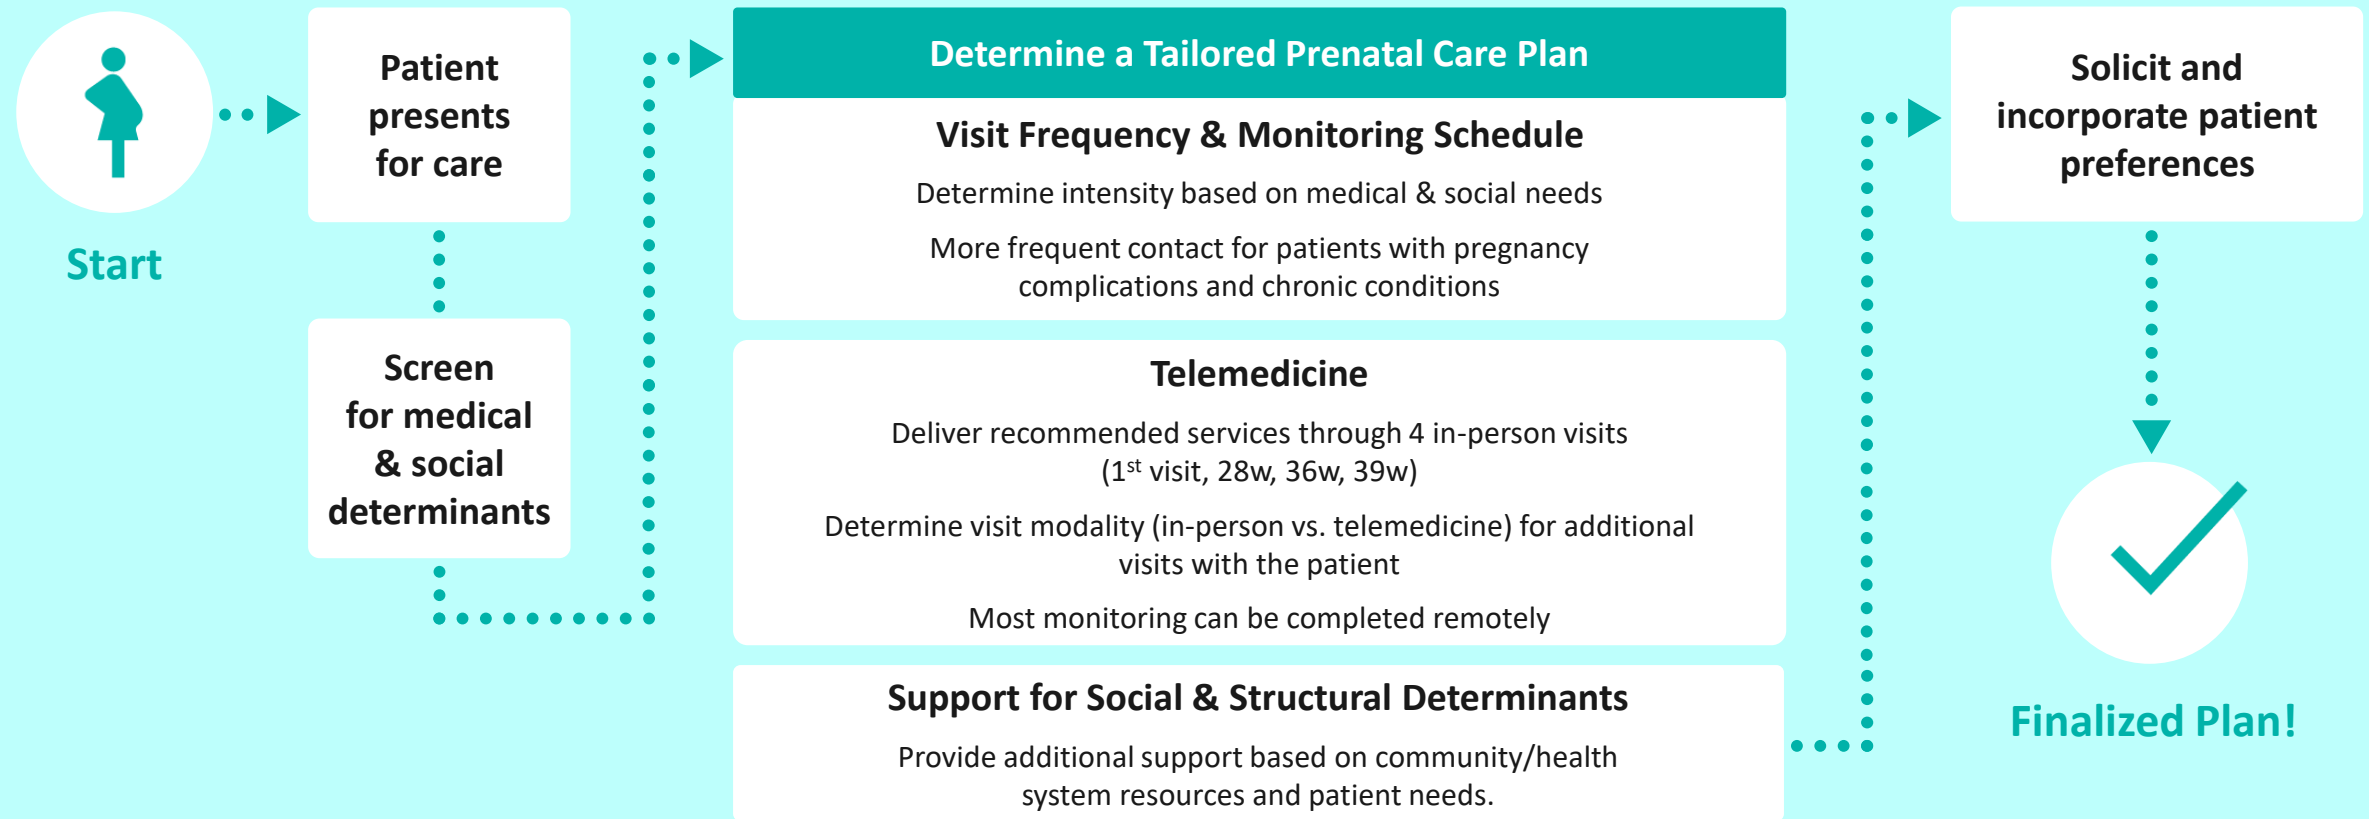 Start
Patient
presents
for care
Screen
for medical
& social
determinants
Determine a Tailored Prenatal Care Plan
Visit Frequency & Monitoring Schedule
Determine intensity based on medical & social needs
More frequent contact for patients with pregnancy
complications and chronic conditions
Telemedicine
Deliver recommended services through 4 in-person visits
(1st visit, 28w, 36w, 39w)
Determine visit modality (in-person vs. telemedicine) for additional
visits with the patient
Most monitoring can be completed remotely
Support for Social & Structural Determinants
Provide additional support based on community/health
system resources and patient needs.
Solicit and
incorporate patient
preferences
Finalized Plan!